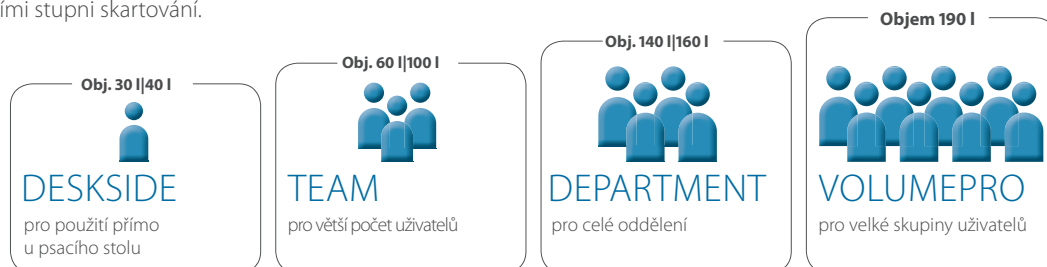 ími stupni skartování.
Obj. 30 l|40 l
DESKSIDE
pro použití přímo
u psacího stolu
Obj. 60 l|100 l
TEAM
pro větší počet uživatelů
Obj. 140 l|160 l
DEPARTMENT
pro celé oddělení
Objem 190 l
VOLUMEPRO
pro velké skupiny uživatelů